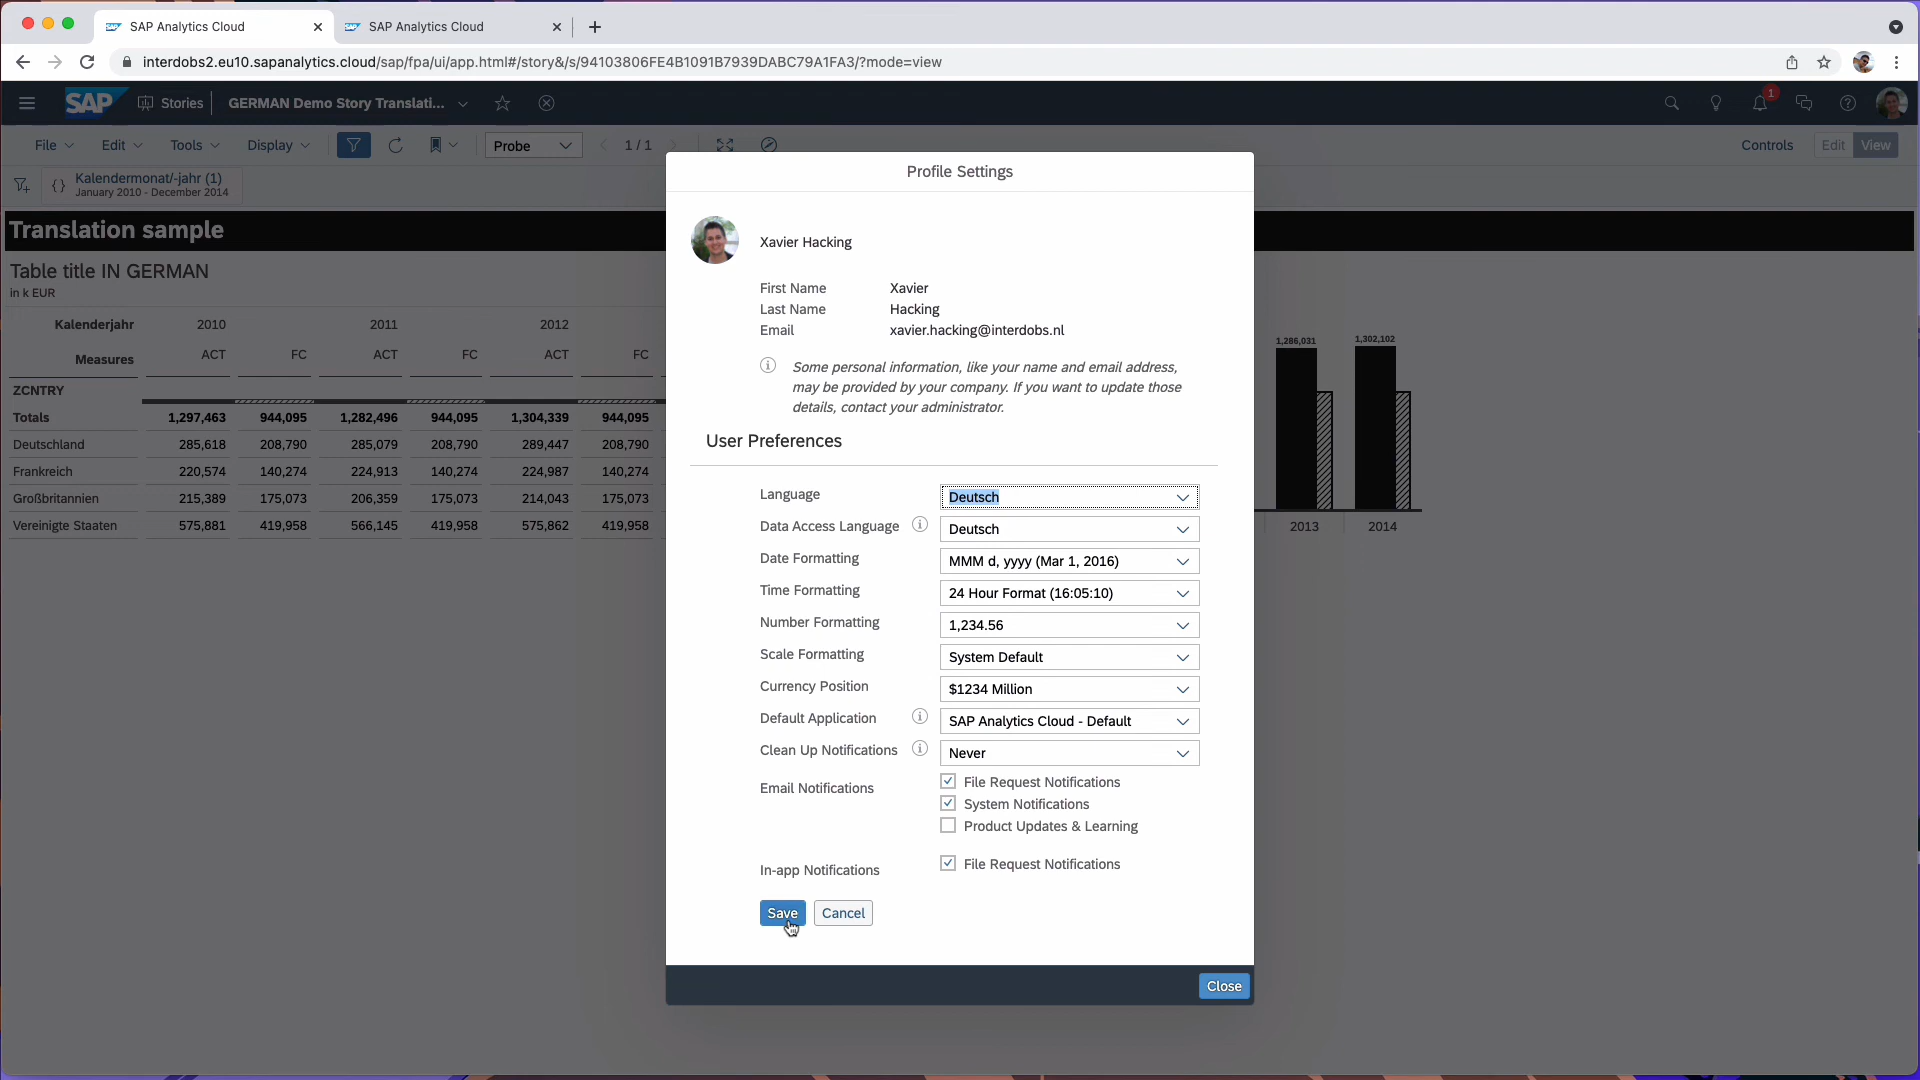 SAP Analytics Cloud
SAP Analytics Cloud
interdobs2.eu10.sapanalytics.cloud/sap/fpa/ui/app.html#/story&/s/94103806FE4B1091B7939DABC79A1FA3/?mode=view
SAP Stories GERMAN Demo Story Translati... 1
File Edit Tools Display Probe 1 / 1 Controls Edit View
Kalendermonat/-jahr (1)
January 2010 - December 2014
Translation sample
Table title IN GERMAN
in k EUR
Kalenderjahr 2010 2011 2012
Measures ACT FC ACT FC ACT FC
ZCNTRY
Totals 1,297,463 944,095 1,282,496 944,095 1,304,339 944,095
Deutschland 285,618 208,790 285,079 208,790 289,447 208,790
Frankreich 220,574 140,274 224,913 140,274 224,987 140,274
Großbritannien 215,389 175,073 206,359 175,073 214,043 175,073
Vereinigte Staaten 575,881 419,958 566,145 419,958 575,862 419,958
1,286,031 1,302,102
2013 2014
Profile Settings
Xavier Hacking
First Name Xavier
Last Name Hacking
Email xavier.hacking@interdobs.nl
Some personal information, like your name and email address,
may be provided by your company. If you want to update those
details, contact your administrator.
User Preferences
Language Deutsch
Data Access Language Deutsch
Date Formatting MMM d, yyyy (Mar 1, 2016)
Time Formatting 24 Hour Format (16:05:10)
Number Formatting 1,234.56
Scale Formatting System Default
Currency Position $1234 Million
Default Application SAP Analytics Cloud - Default
Clean Up Notifications Never
Email Notifications File Request Notifications
System Notifications
Product Updates & Learning
In-app Notifications File Request Notifications
Save Cancel
Close